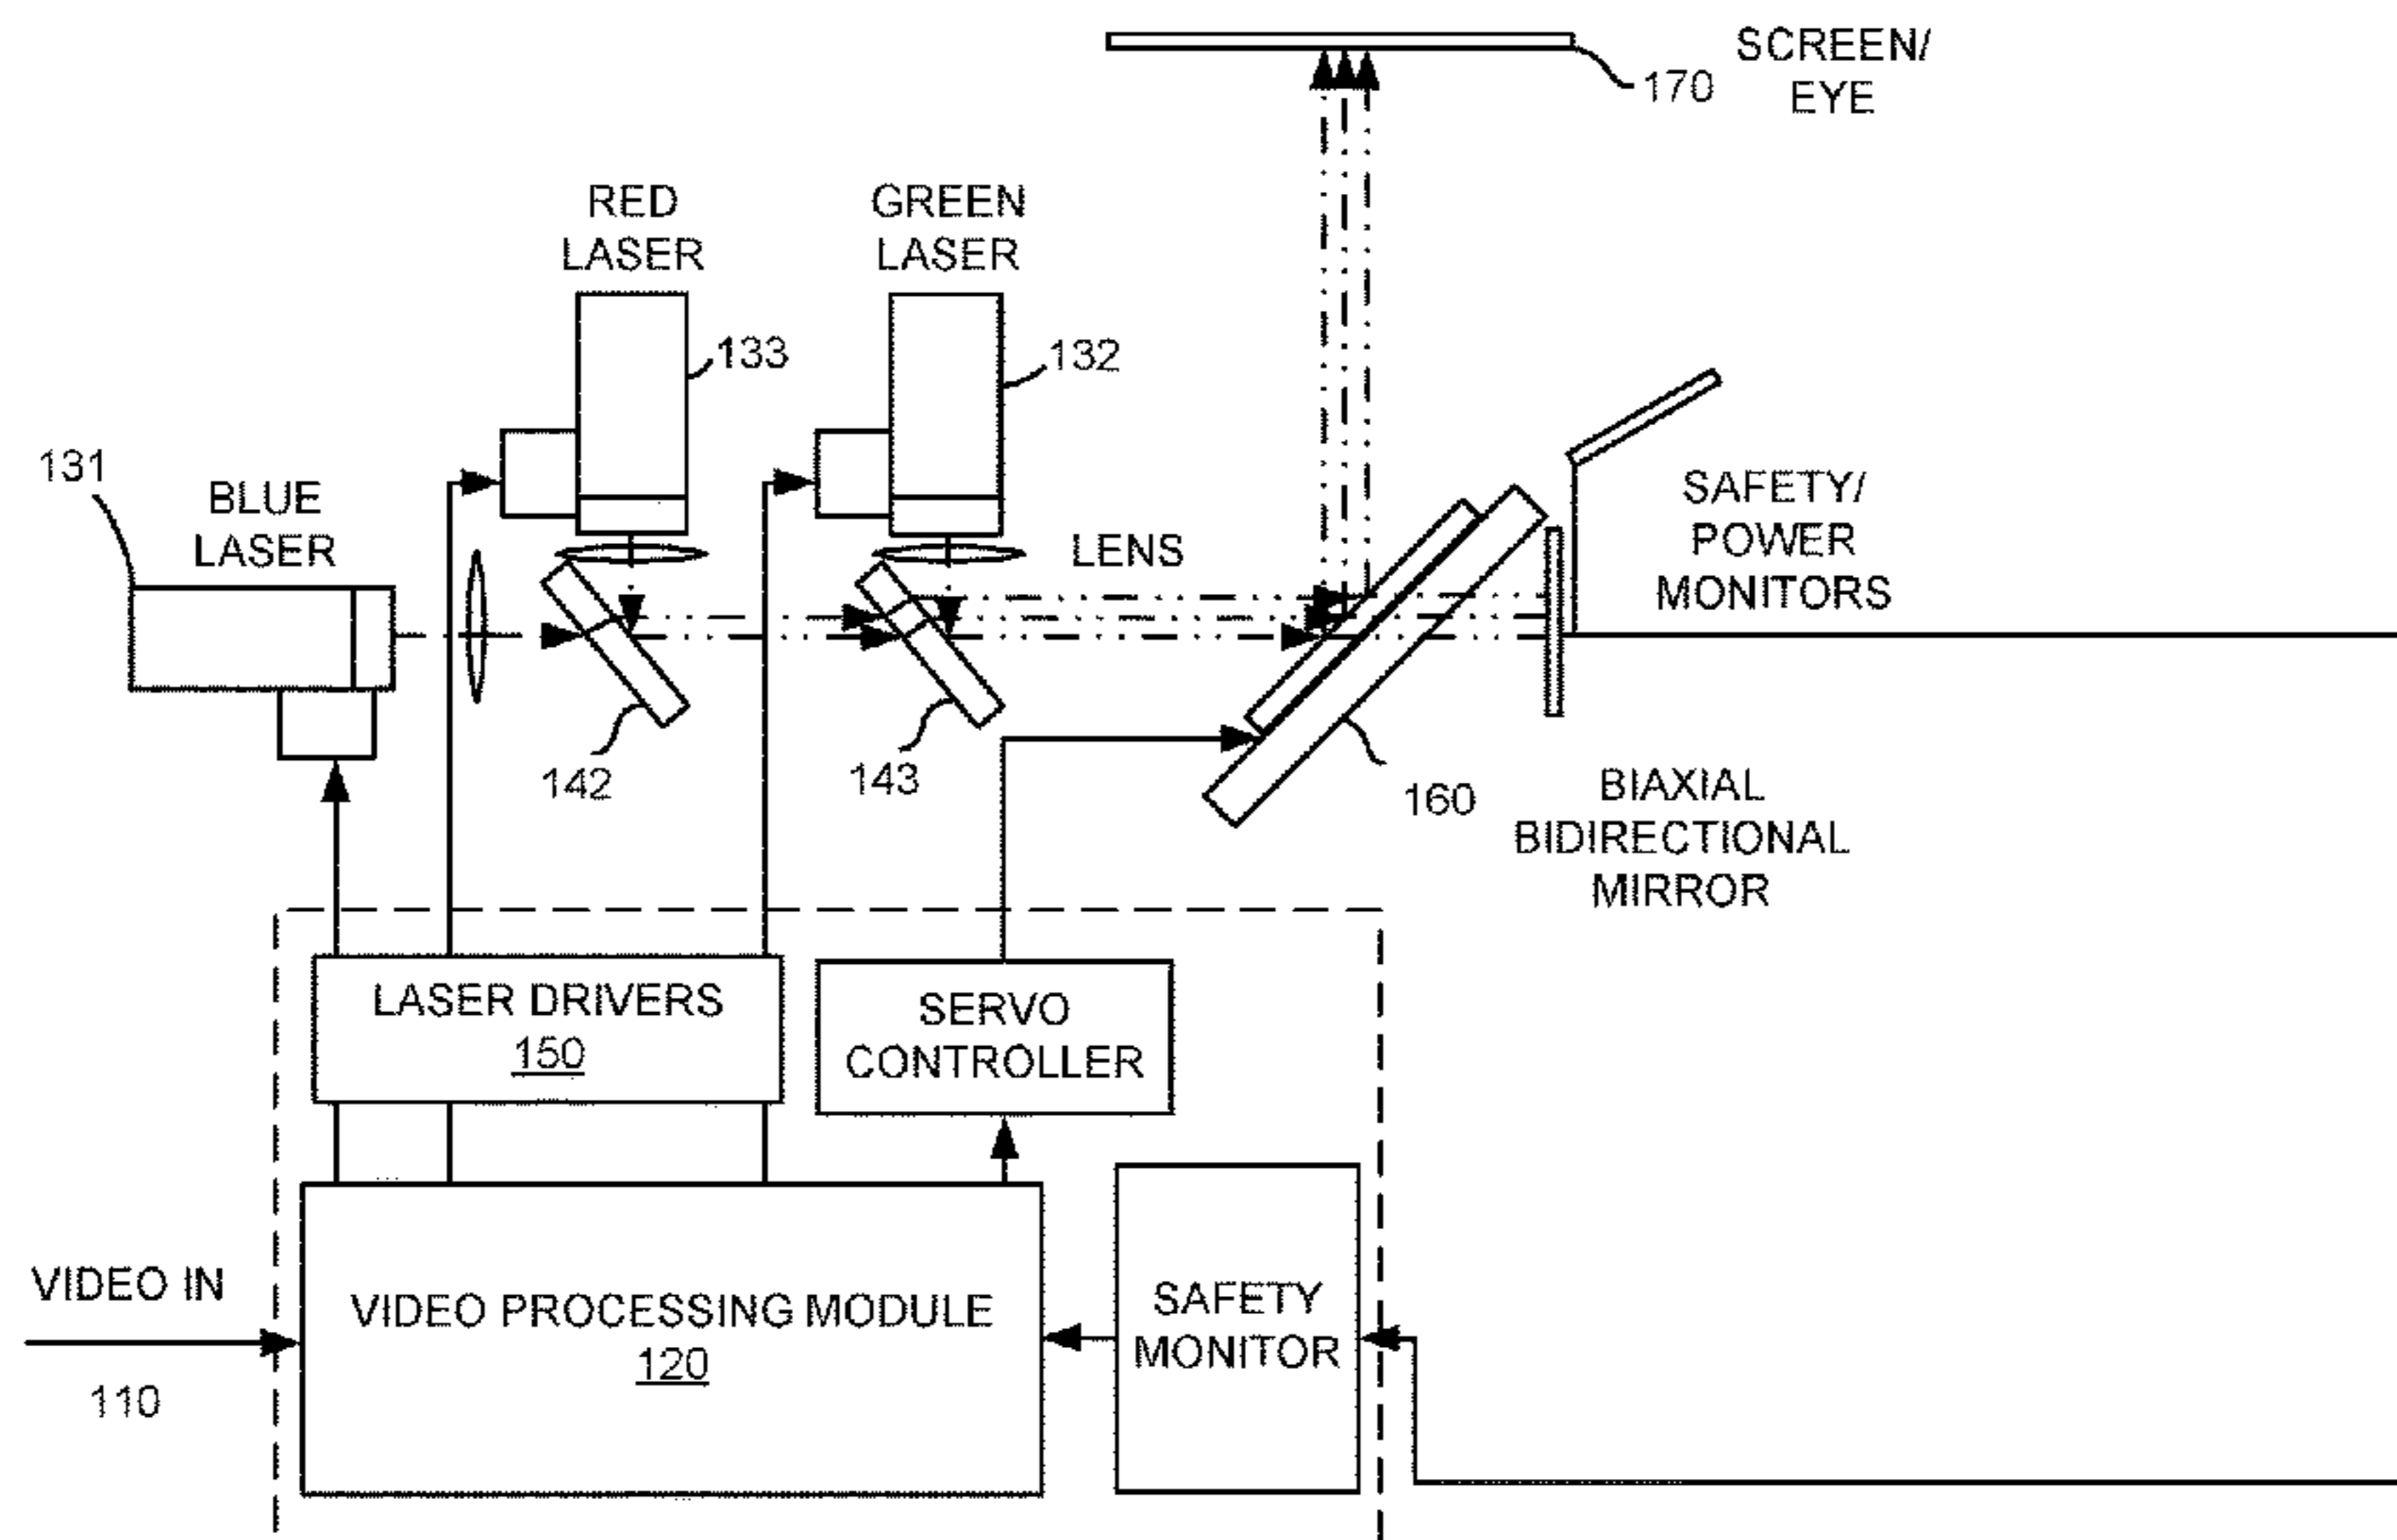 SCREEN/
EYE
170
RED
LASER
GREEN
LASER
133
132
131
BLUE
LASER
LENS
SAFETY/
POWER
MONITORS
142
143
160
BIAXIAL
BIDIRECTIONAL
MIRROR
LASER DRIVERS
150
SERVO
CONTROLLER
VIDEO IN
110
VIDEO PROCESSING MODULE
120
SAFETY
MONITOR